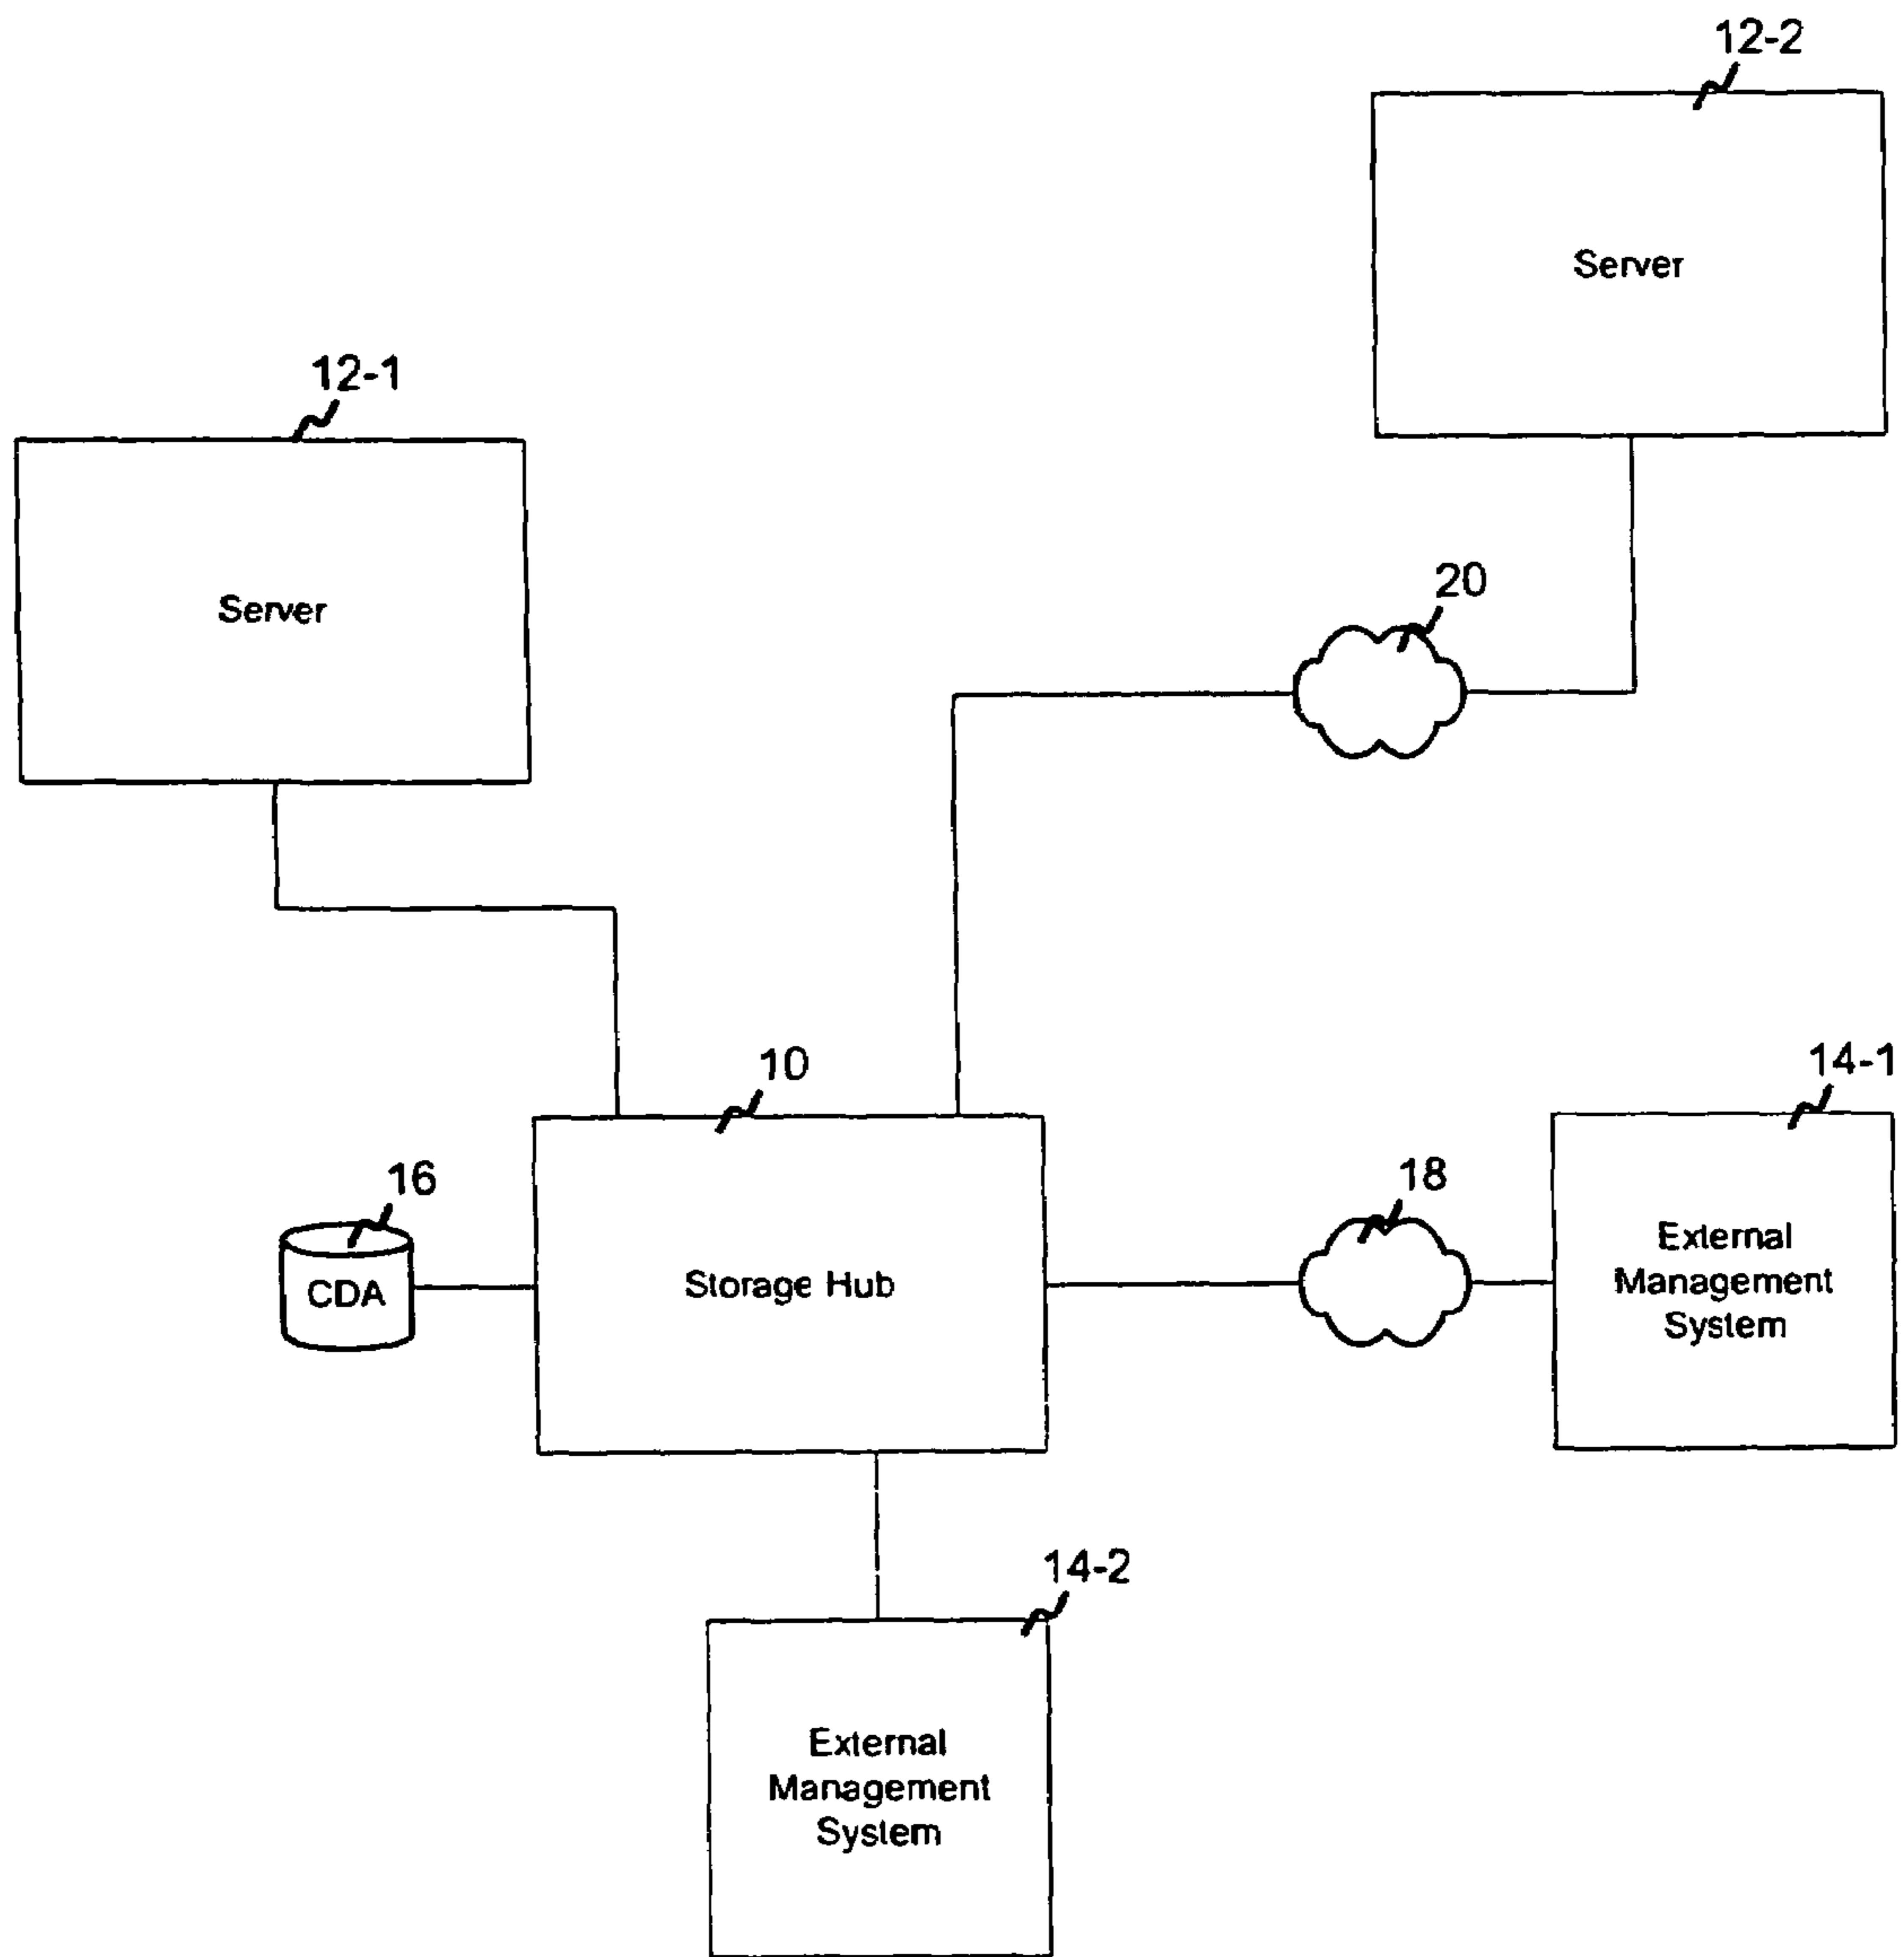 12-2
Server
12-1
Server
20
10
14-1
16
18
CDA
Storage Hub
External
Management
System
14-2
External
Management
System